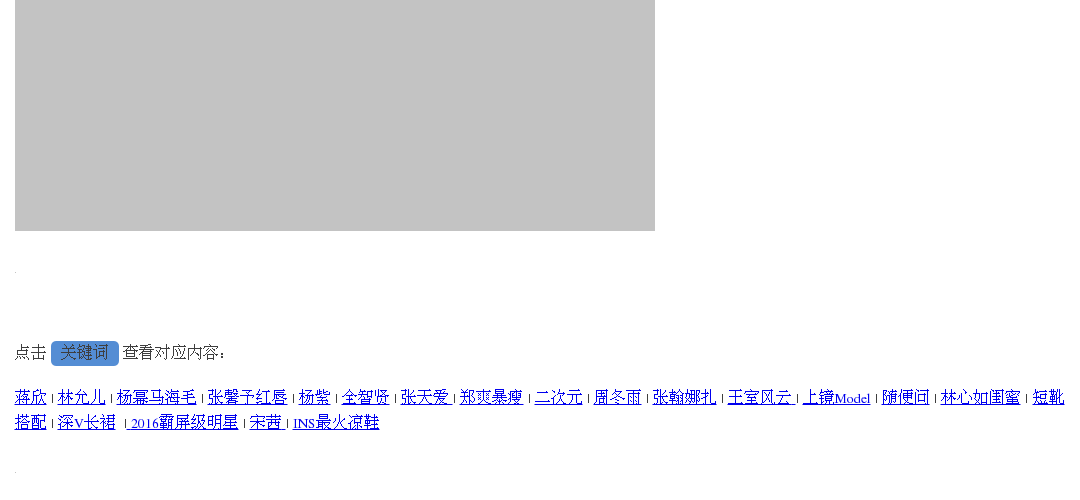 点击 关键词 查看对应内容：
蒋欣 | 林允儿 | 杨幂马海毛 | 张馨予红唇 | 杨紫 | 全智贤 | 张天爱 | 郑爽暴瘦 | 二次元 | 周冬雨 | 张翰娜扎 | 王室风云 | 上镜Model | 随便问 | 林心如闺蜜 | 短靴
搭配 | 深V长裙 | 2016霸屏级明星 | 宋茜 | INS最火凉鞋